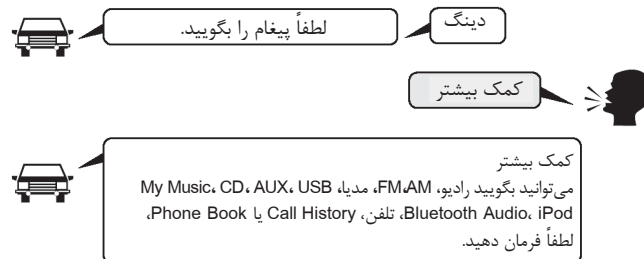 دینگ
لطفاً پیغام را بگویید.
کمک بیشتر
کمک بیشتر
می‌توانید بگویید رادیو، FM،AM، مدیا، My Music، CD، AUX، USB
Bluetooth Audio، iPod، تلفن، Call History یا Phone Book،
لطفاً فرمان دهید.